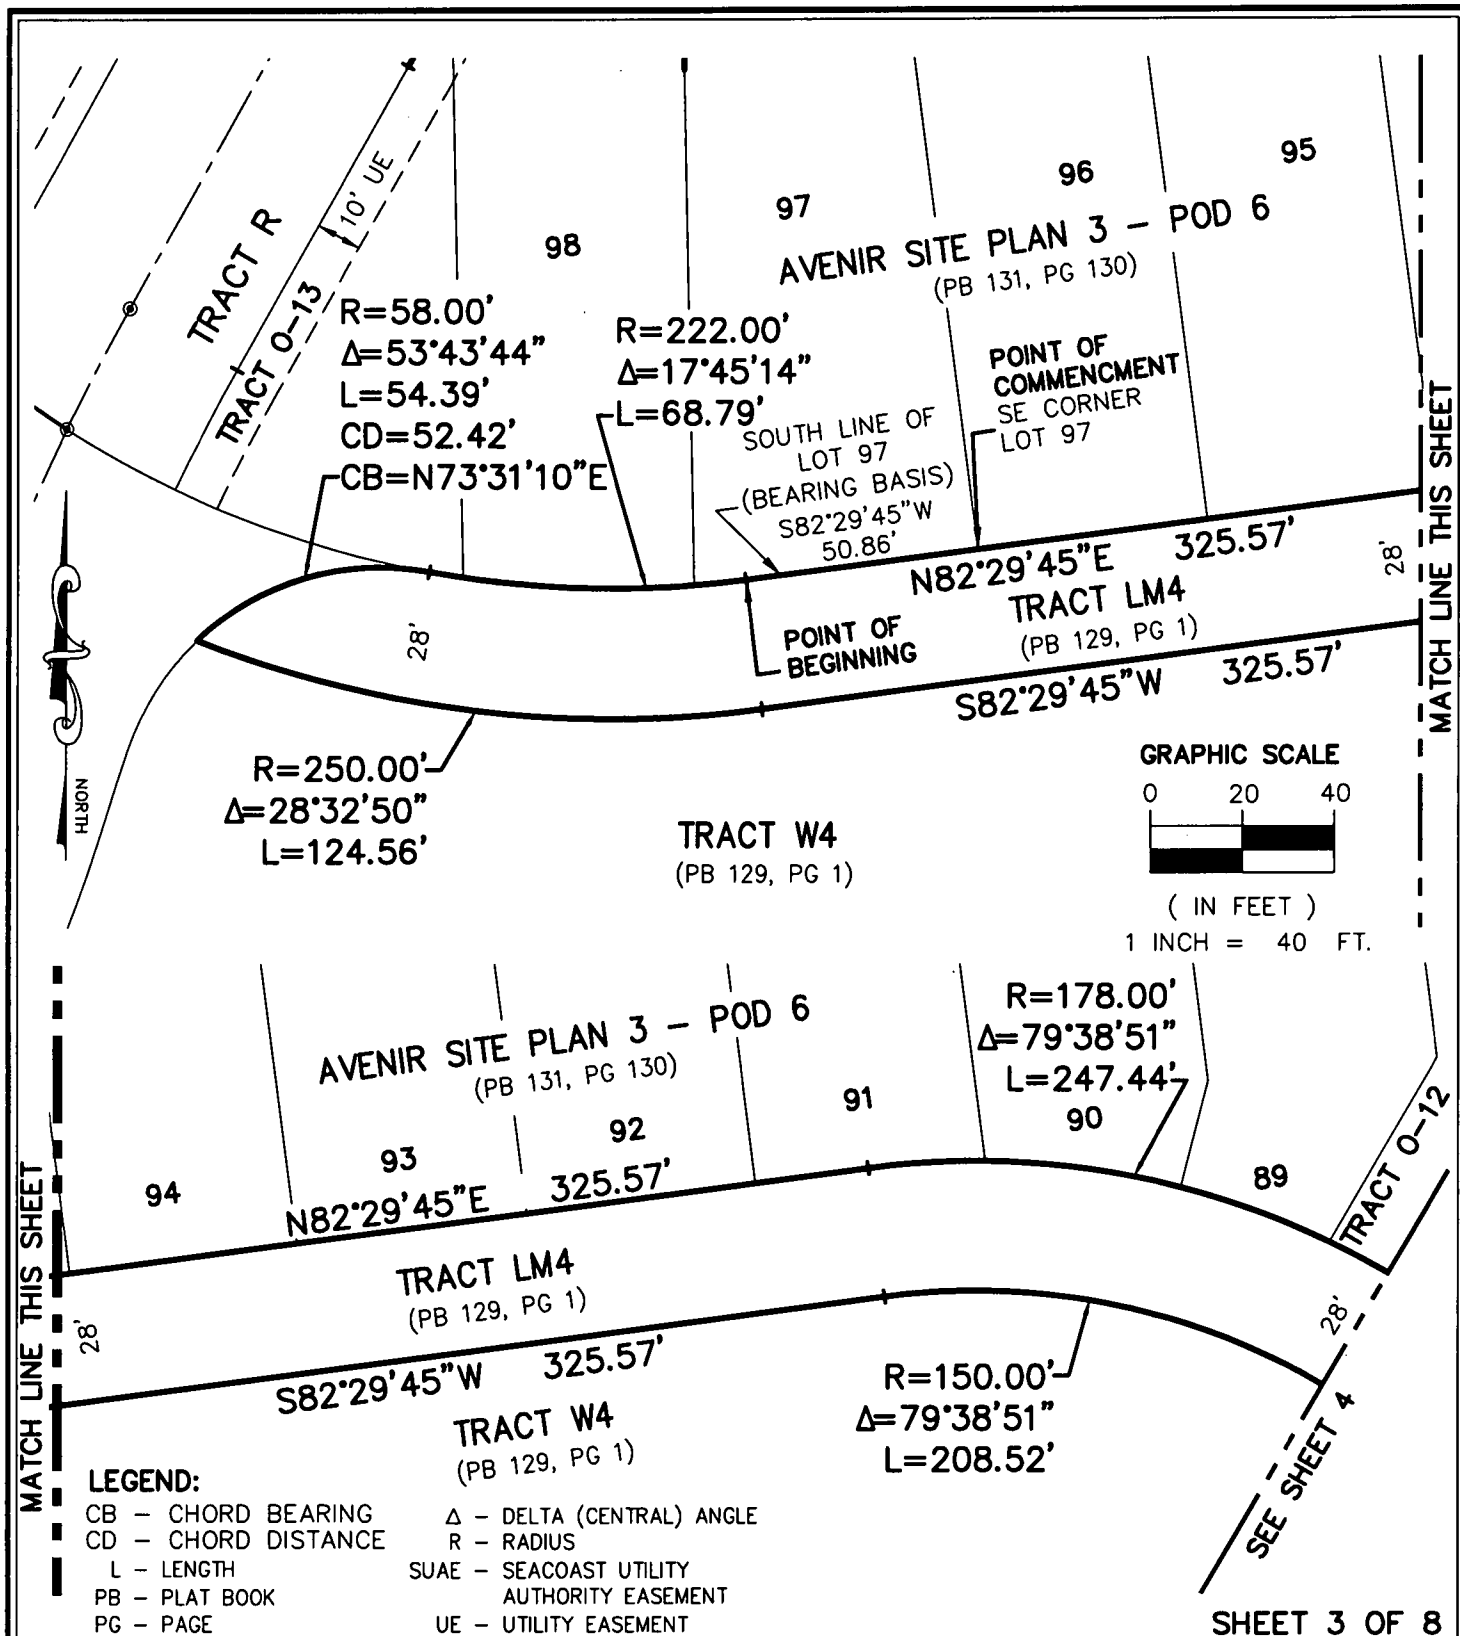 TRACT R
10' UE
TRACT O-13
98
97
96
95
AVENIR SITE PLAN 3 - POD 6
(PB 131, PG 130)
R=58.00'
Δ=53°43'44"
L=54.39'
CD=52.42'
CB=N73°31'10"E
R=222.00'
Δ=17°45'14"
L=68.79'
SOUTH LINE OF
LOT 97
(BEARING BASIS)
S82°29'45"W
50.86'
POINT OF
COMMENCMENT
SE CORNER
LOT 97
N82°29'45"E 325.57'
28'
TRACT LM4
(PB 129, PG 1)
28'
POINT OF
BEGINNING
S82°29'45"W 325.57'
MATCH LINE THIS SHEET
NORTH
R=250.00'
Δ=28°32'50"
L=124.56'
TRACT W4
(PB 129, PG 1)
GRAPHIC SCALE
0 20 40
( IN FEET )
1 INCH = 40 FT.
AVENIR SITE PLAN 3 - POD 6
(PB 131, PG 130)
R=178.00'
Δ=79°38'51"
L=247.44'
94
93
92
91
90
89
TRACT O-12
N82°29'45"E 325.57'
MATCH LINE THIS SHEET
28'
TRACT LM4
(PB 129, PG 1)
28'
S82°29'45"W 325.57'
TRACT W4
(PB 129, PG 1)
R=150.00'
Δ=79°38'51"
L=208.52'
SEE SHEET 4
LEGEND:
CB - CHORD BEARING
CD - CHORD DISTANCE
L - LENGTH
PB - PLAT BOOK
PG - PAGE
Δ - DELTA (CENTRAL) ANGLE
R - RADIUS
SUAE - SEACOAST UTILITY
AUTHORITY EASEMENT
UE - UTILITY EASEMENT
SHEET 3 OF 8